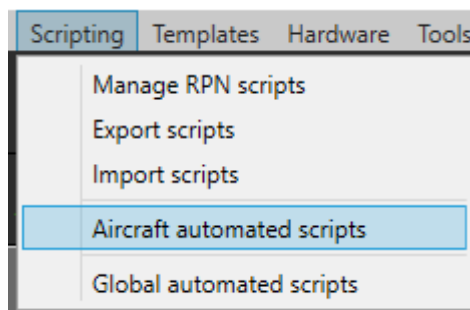 Scripting Templates Hardware Tools
Manage RPN scripts
Export scripts
Import scripts
Aircraft automated scripts
Global automated scripts